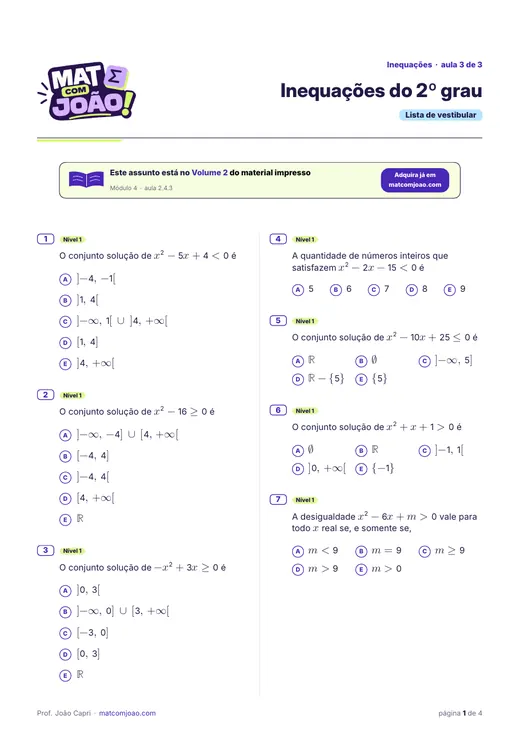 MAT Σ
COM
JOÃO!
Inequações · aula 3 de 3
Inequações do 2º grau
Lista de vestibular
Este assunto está no Volume 2 do material impresso
Módulo 4 · aula 2.4.3
Adquira já em
matcomjoao.com
1 Nível 1
O conjunto solução de x² − 5x + 4 < 0 é
A ]−4, −1[
B ]1, 4[
C ]−∞, 1[ ∪ ]4, +∞[
D [1, 4]
E ]4, +∞[
2 Nível 1
O conjunto solução de x² − 16 ≥ 0 é
A ]−∞, −4] ∪ [4, +∞[
B [−4, 4]
C ]−4, 4[
D [4, +∞[
E ℝ
3 Nível 1
O conjunto solução de −x² + 3x ≥ 0 é
A ]0, 3[
B ]−∞, 0] ∪ [3, +∞[
C [−3, 0]
D [0, 3]
E ℝ
4 Nível 1
A quantidade de números inteiros que
satisfazem x² − 2x − 15 < 0 é
A 5 B 6 C 7 D 8 E 9
5 Nível 1
O conjunto solução de x² − 10x + 25 ≤ 0 é
A ℝ B ∅ C ]−∞, 5]
D ℝ − {5} E {5}
6 Nível 1
O conjunto solução de x² + x + 1 > 0 é
A ∅ B ℝ C ]−1, 1[
D ]0, +∞[ E {−1}
7 Nível 1
A desigualdade x² − 6x + m > 0 vale para
todo x real se, e somente se,
A m < 9 B m = 9 C m ≥ 9
D m > 9 E m > 0
Prof. João Capri · matcomjoao.com
página 1 de 4